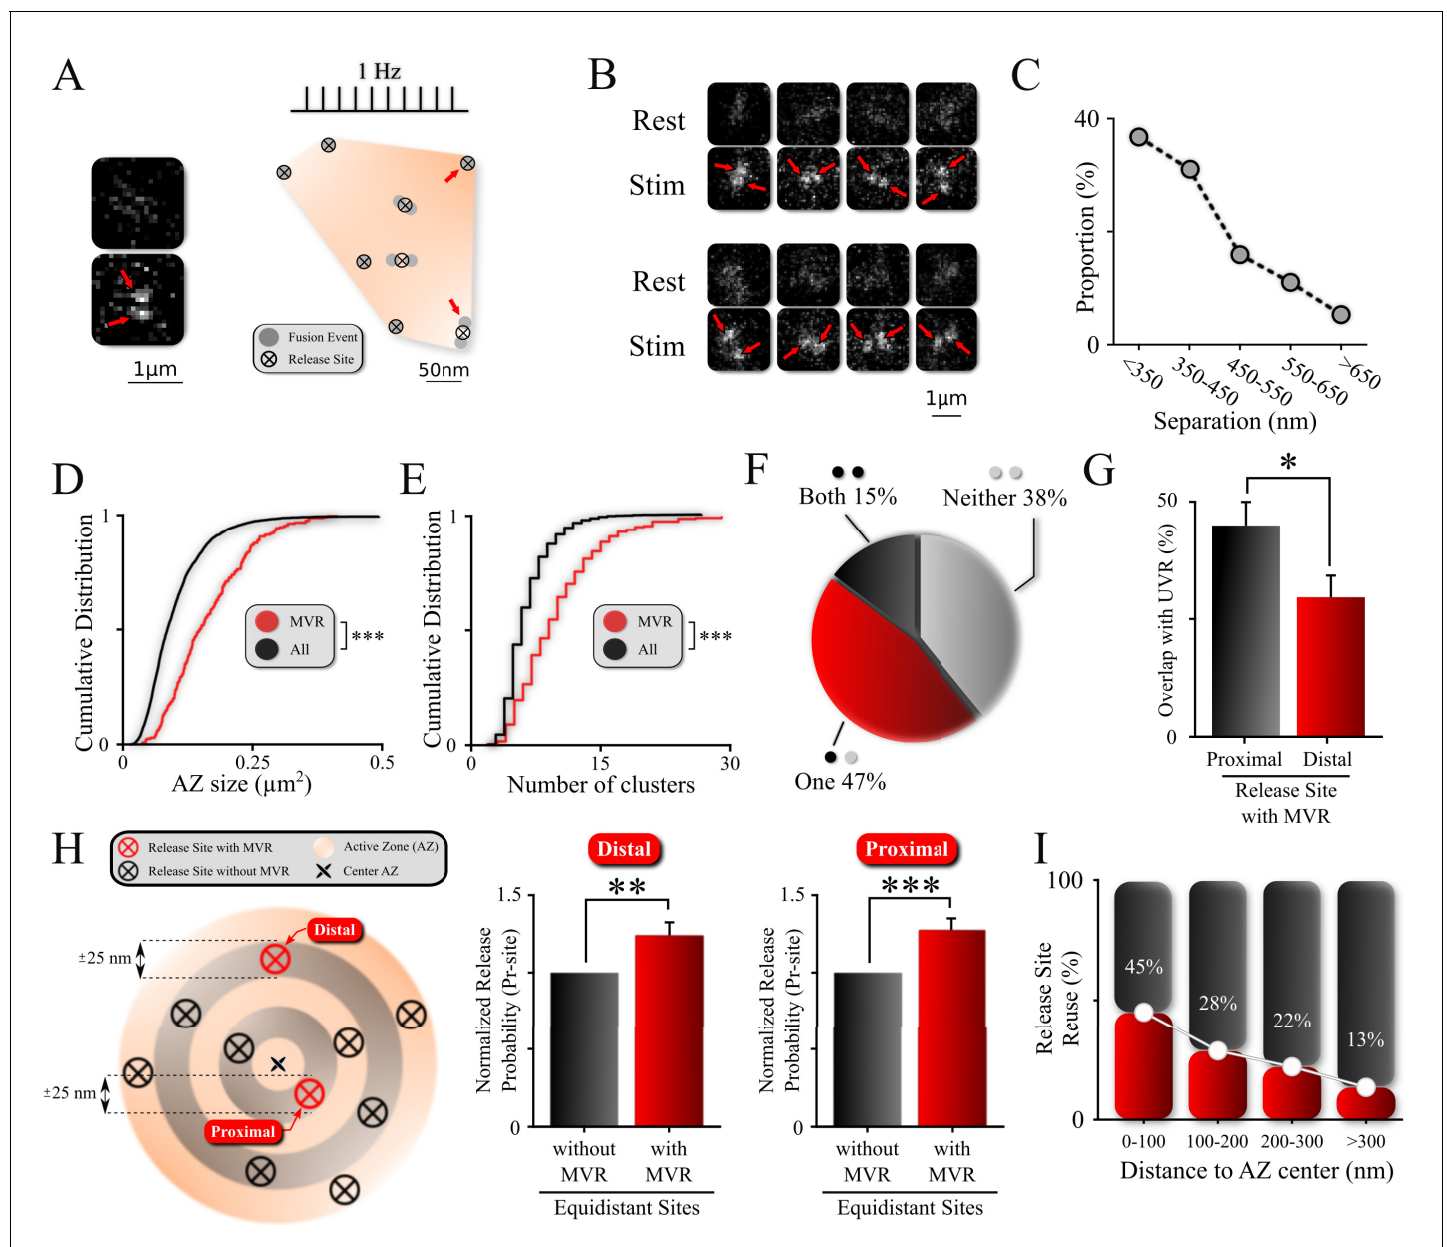 A
1 Hz
Fusion Event
Release Site
1µm
50nm
B
Rest
Stim
Rest
Stim
1µm
C
40
0
Proportion (%)
<350
350-450
450-550
550-650
>650
Separation (nm)
D
1
0
Cumulative Distribution
MVR
All
***
0
0.25
0.5
AZ size (µm²)
E
1
0
Cumulative Distribution
MVR
All
***
0
15
30
Number of clusters
F
Both 15%
Neither 38%
One 47%
G
*
50
0
Overlap with UVR (%)
Proximal
Distal
Release Site
with MVR
H
Release Site with MVR
Active Zone (AZ)
Release Site without MVR
Center AZ
Distal
±25 nm
±25 nm
Proximal
Distal
**
1.5
0
Normalized Release
Probability (Pr-site)
without
MVR
with
MVR
Equidistant Sites
Proximal
***
1.5
0
Normalized Release
Probability (Pr-site)
without
MVR
with
MVR
Equidistant Sites
I
100
0
Release Site
Reuse (%)
45%
28%
22%
13%
0-100
100-200
200-300
>300
Distance to AZ center (nm)